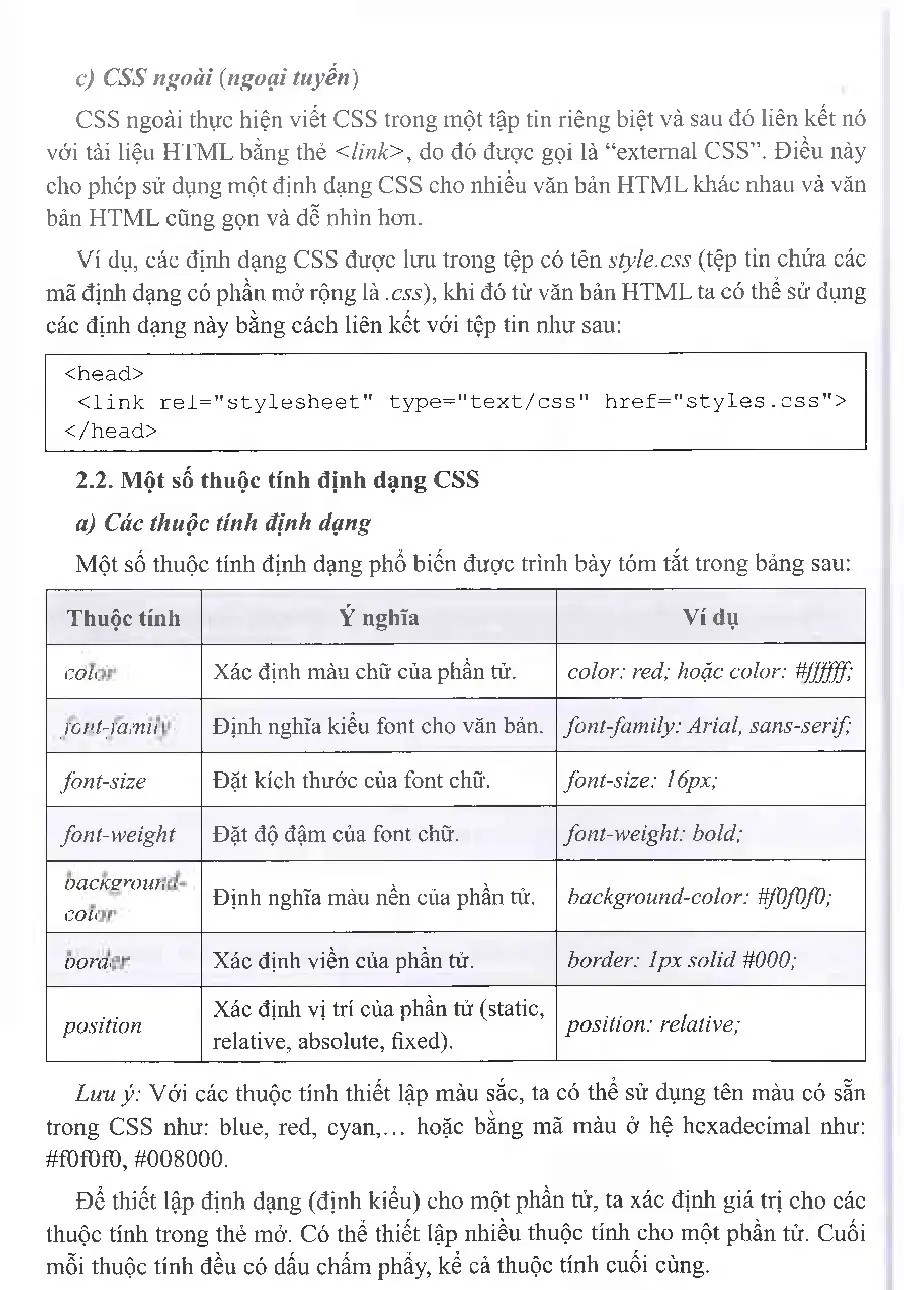 c) CSS ngoài (ngoại tuyến)
CSS ngoài thực hiện viết CSS trong một tập tin riêng biệt và sau đó liên kết nó
với tài liệu HTML bằng thẻ <link>, do đó được gọi là “external CSS”. Điều này
cho phép sử dụng một định dạng CSS cho nhiều văn bản HTML khác nhau và văn
bản HTML cũng gọn và dễ nhìn hơn.
Ví dụ, các định dạng CSS được lưu trong tệp có tên style.css (tệp tin chứa các
mã định dạng có phần mở rộng là .css), khi đó từ văn bản HTML ta có thể sử dụng
các định dạng này bằng cách liên kết với tệp tin như sau:
<head>
<link rel="stylesheet" type="text/css" href="styles.css">
</head>
2.2. Một số thuộc tính định dạng CSS
a) Các thuộc tính định dạng
Một số thuộc tính định dạng phổ biến được trình bày tóm tắt trong bảng sau:
Thuộc tính Ý nghĩa Ví dụ
color Xác định màu chữ của phần tử. color: red; hoặc color: #ffffff;
font-family Định nghĩa kiểu font cho văn bản. font-family: Arial, sans-serif;
font-size Đặt kích thước của font chữ. font-size: 16px;
font-weight Đặt độ đậm của font chữ. font-weight: bold;
background-
color
Định nghĩa màu nền của phần tử. background-color: #f0f0f0;
border Xác định viền của phần tử. border: 1px solid #000;
position
Xác định vị trí của phần tử (static,
relative, absolute, fixed).
position: relative;
Lưu ý: Với các thuộc tính thiết lập màu sắc, ta có thể sử dụng tên màu có sẵn
trong CSS như: blue, red, cyan,... hoặc bằng mã màu ở hệ hexadecimal như:
#f0f0f0, #008000.
Để thiết lập định dạng (định kiểu) cho một phần tử, ta xác định giá trị cho các
thuộc tính trong thẻ mở. Có thể thiết lập nhiều thuộc tính cho một phần tử. Cuối
mỗi thuộc tính đều có dấu chấm phẩy, kể cả thuộc tính cuối cùng.